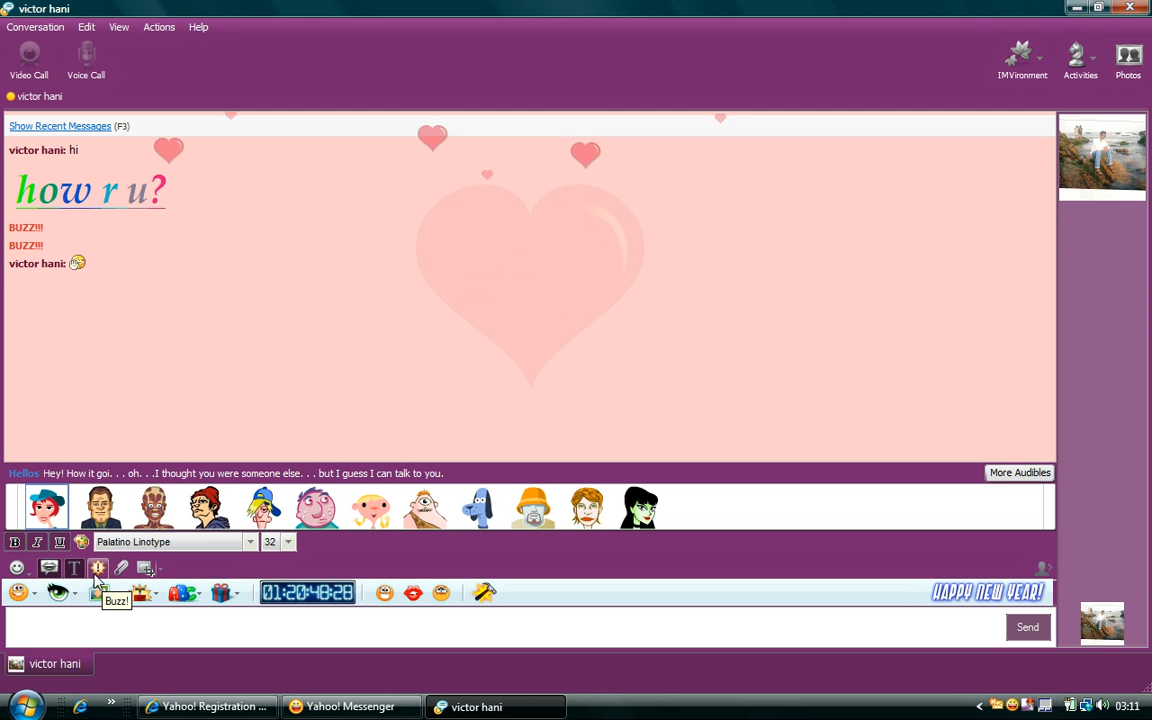 victor hani
Conversation Edit View Actions Help
Video Call Voice Call IMVironment Activities Photos
victor hani
Show Recent Messages (F3)
victor hani: hi
how r u?
BUZZ!!!
BUZZ!!!
victor hani:
Hellos Hey! How it goi. . . oh. . .I thought you were someone else. . . but I guess I can talk to you.
More Audibles
B I U Palatino Linotype 32
T
ABC 01:20:48:28 HAPPY NEW YEAR!
Buzz!
Send
victor hani
Yahoo! Registration ... Yahoo! Messenger victor hani 03:11